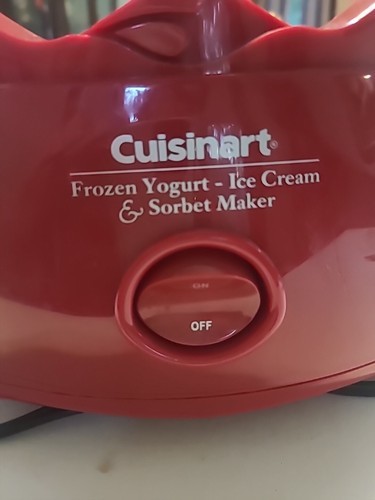 Cuisinart®
Frozen Yogurt - Ice Cream
& Sorbet Maker
ON
OFF